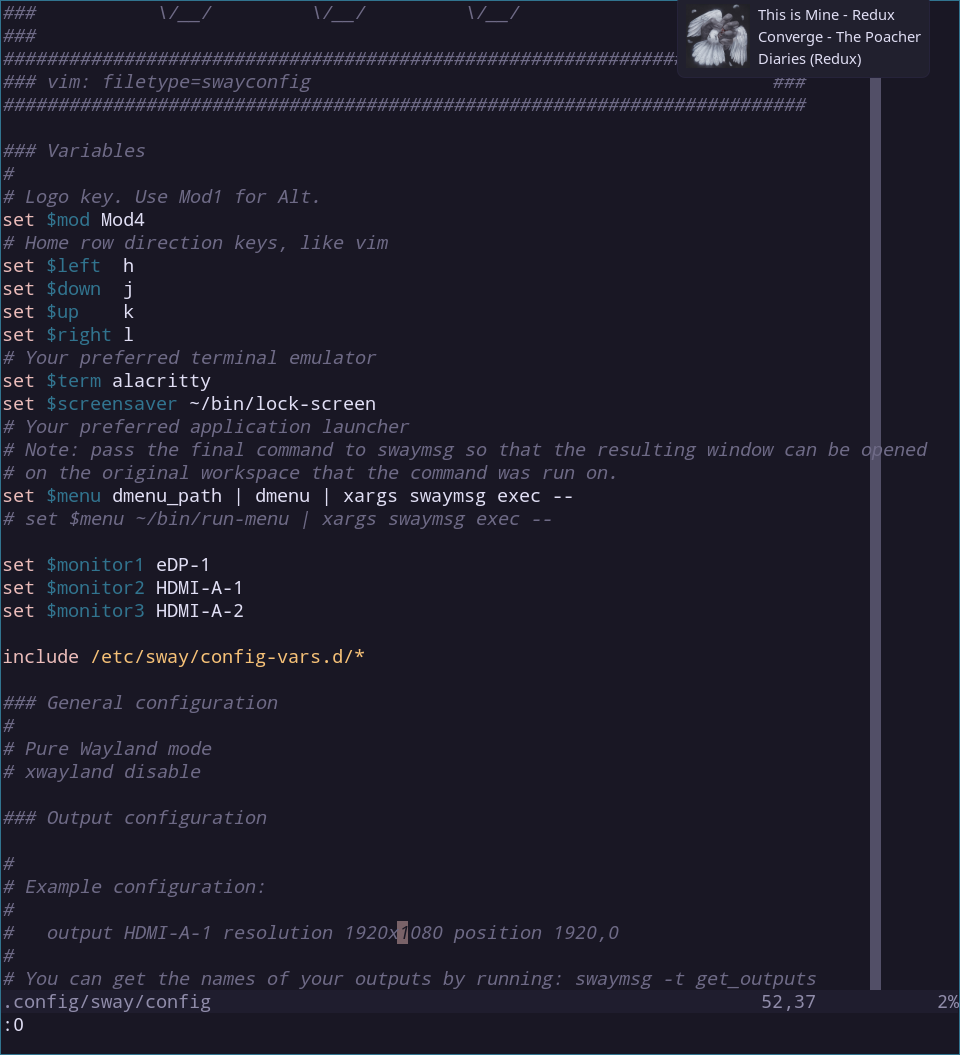 ###           \/__/         \/__/         \/__/
###
#########################################################################
### vim: filetype=swayconfig                                          ###
#########################################################################
This is Mine - Redux
Converge - The Poacher
Diaries (Redux)
### Variables
#
# Logo key. Use Mod1 for Alt.
set $mod Mod4
# Home row direction keys, like vim
set $left  h
set $down  j
set $up    k
set $right l
# Your preferred terminal emulator
set $term alacritty
set $screensaver ~/bin/lock-screen
# Your preferred application launcher
# Note: pass the final command to swaymsg so that the resulting window can be opened
# on the original workspace that the command was run on.
set $menu dmenu_path | dmenu | xargs swaymsg exec --
# set $menu ~/bin/run-menu | xargs swaymsg exec --
set $monitor1 eDP-1
set $monitor2 HDMI-A-1
set $monitor3 HDMI-A-2
include /etc/sway/config-vars.d/*
### General configuration
#
# Pure Wayland mode
# xwayland disable
### Output configuration
#
# Example configuration:
#
#   output HDMI-A-1 resolution 1920x1080 position 1920,0
#
# You can get the names of your outputs by running: swaymsg -t get_outputs
.config/sway/config                                                  52,37           2%
:O